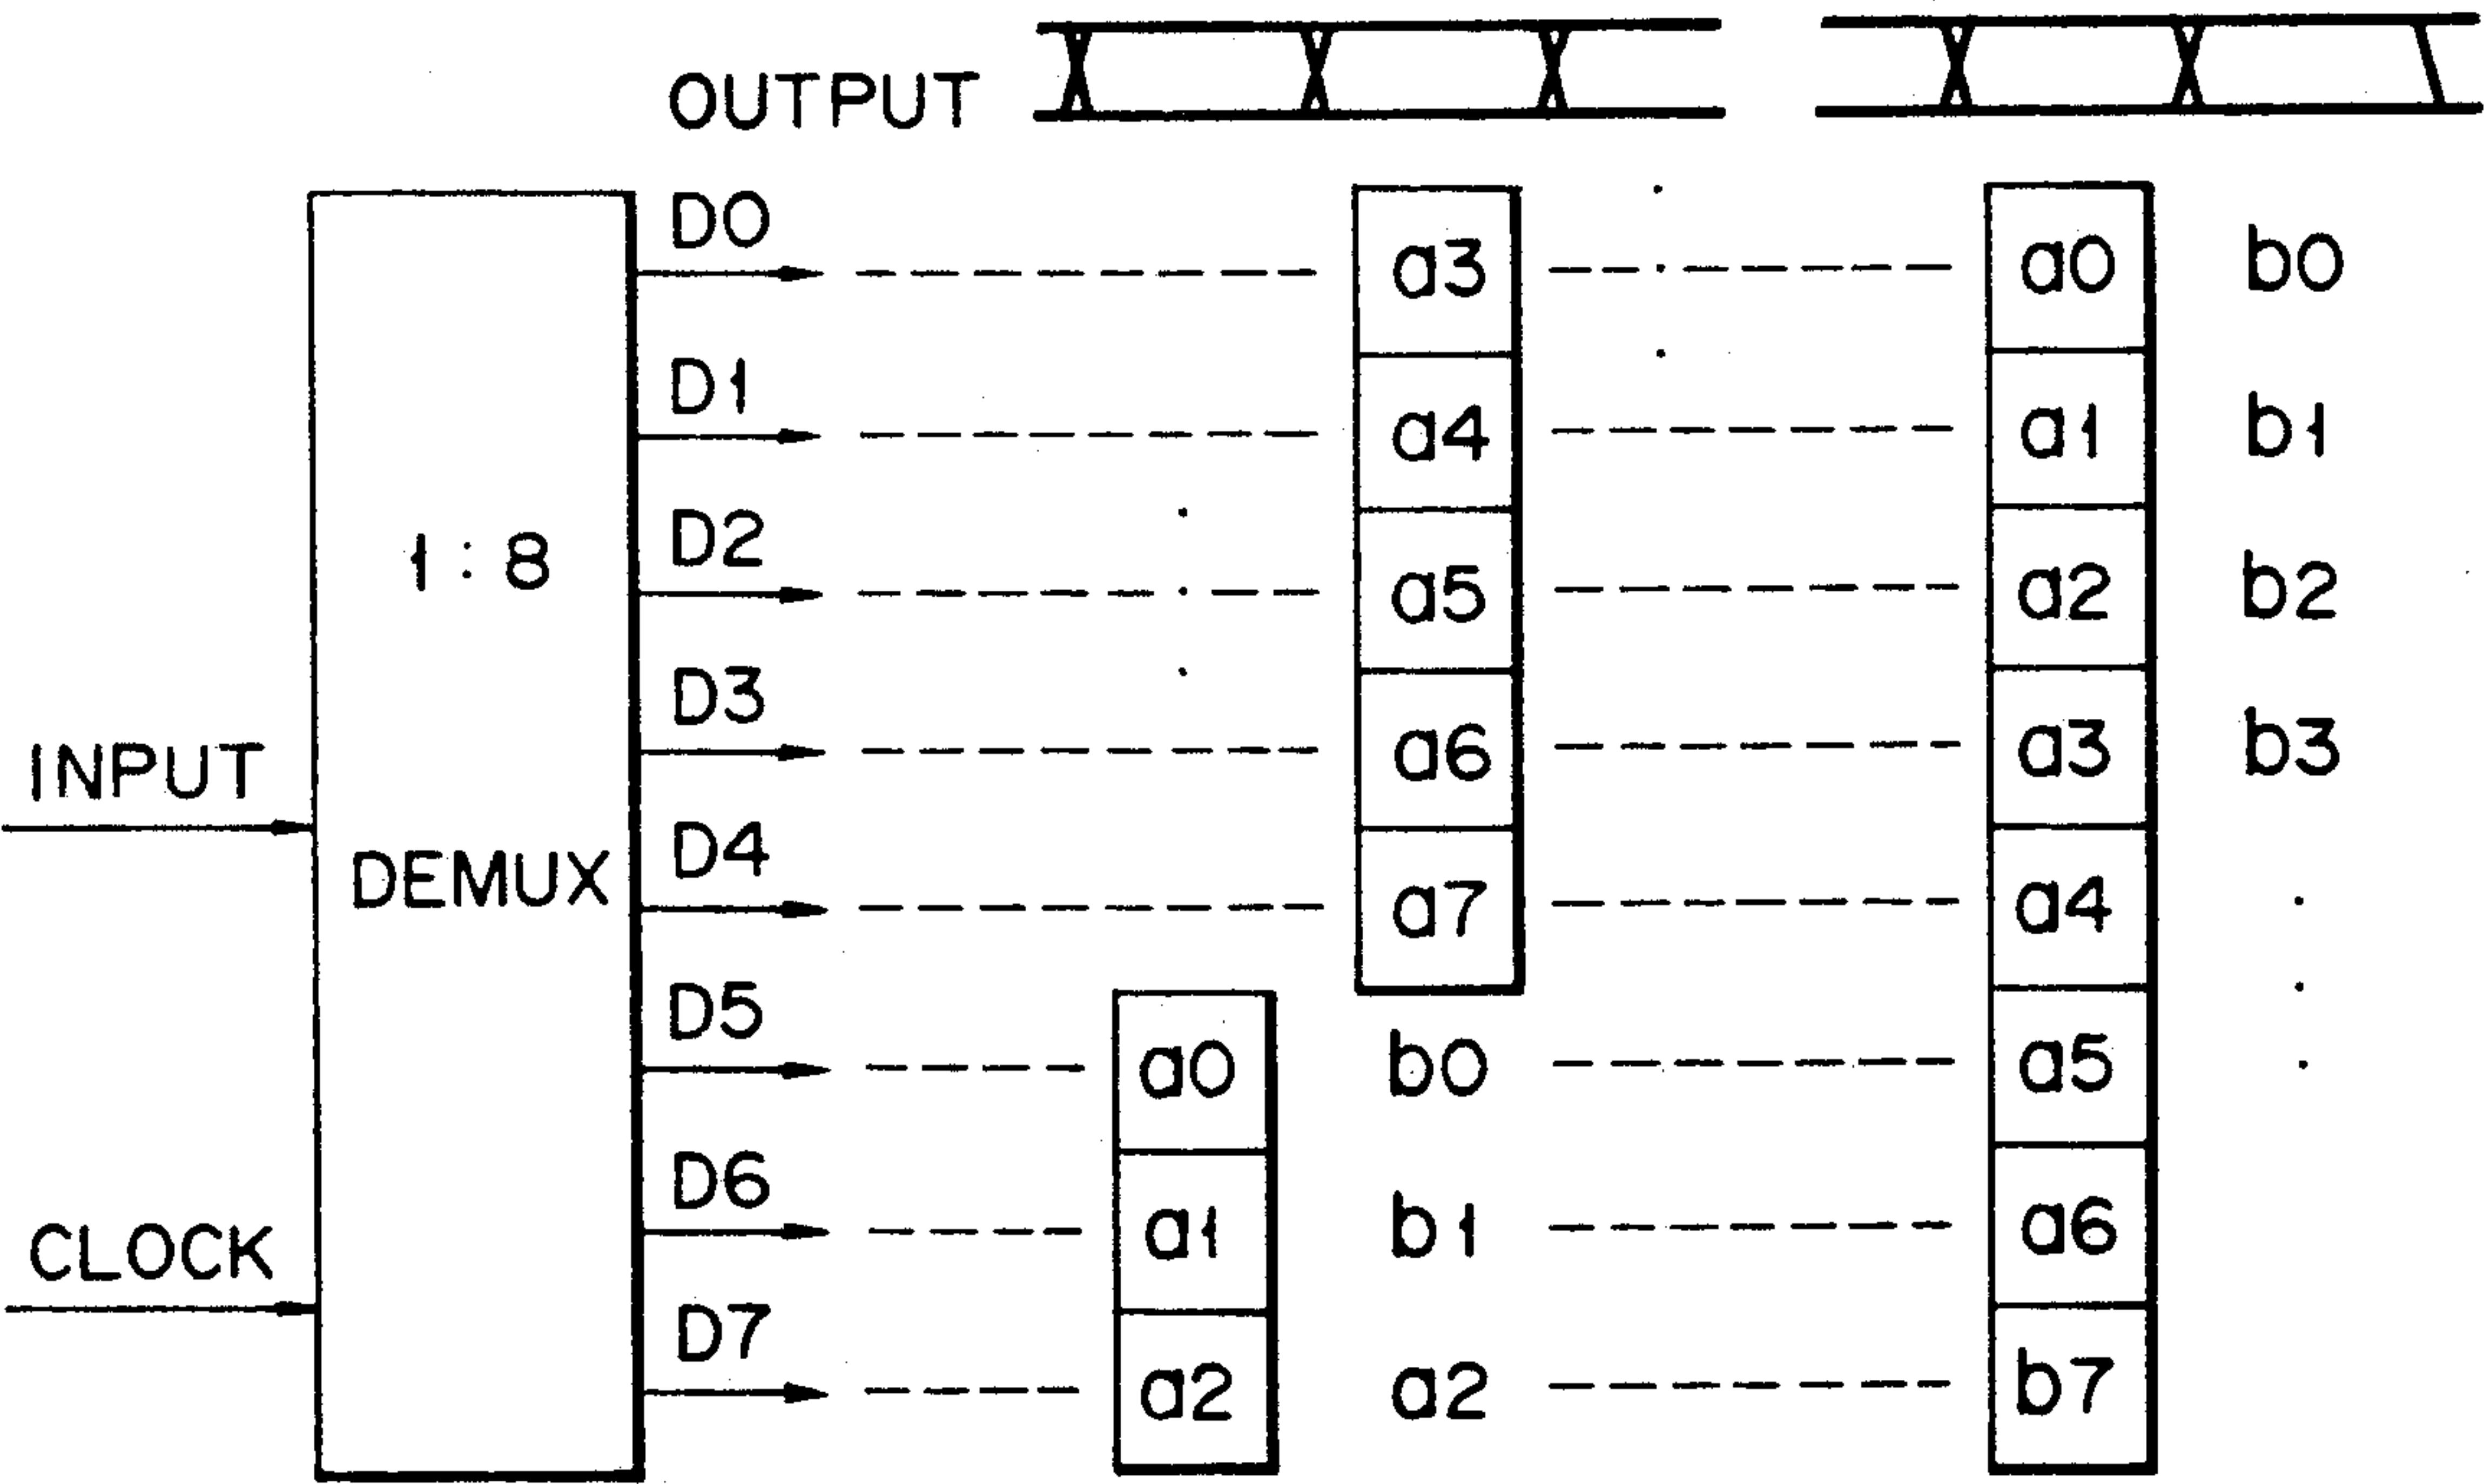 OUTPUT
D0
a3 a0 b0
D1
a4 a1 b1
1:8
D2
a5 a2 b2
D3
a6 a3 b3
INPUT
DEMUX
D4
a7 a4
D5
a0 b0 a5
D6
a1 b1 a6
CLOCK
D7
a2 a2 b7